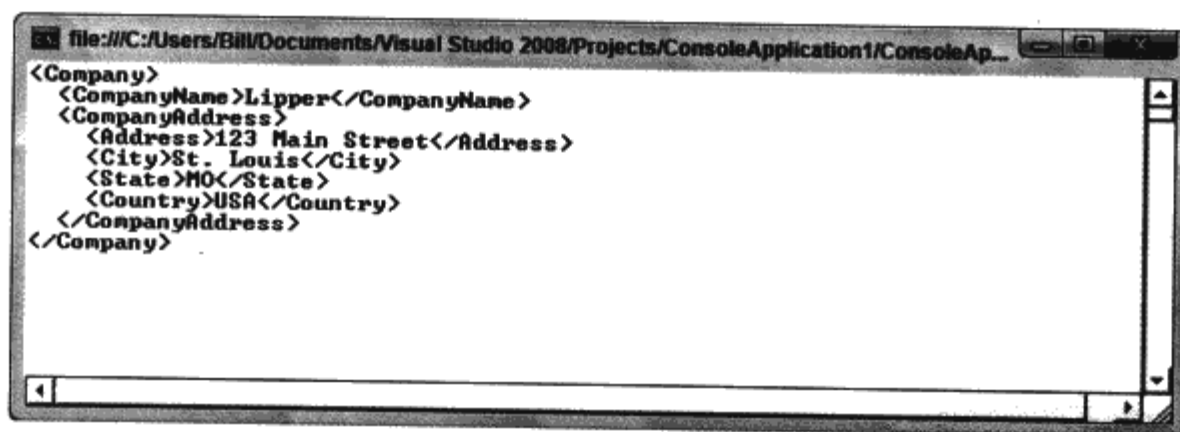 file:///C:/Users/Bill/Documents/Visual Studio 2008/Projects/ConsoleApplication1/ConsoleAp...
<Company>
  <CompanyName>Lipper</CompanyName>
  <CompanyAddress>
    <Address>123 Main Street</Address>
    <City>St. Louis</City>
    <State>MO</State>
    <Country>USA</Country>
  </CompanyAddress>
</Company>